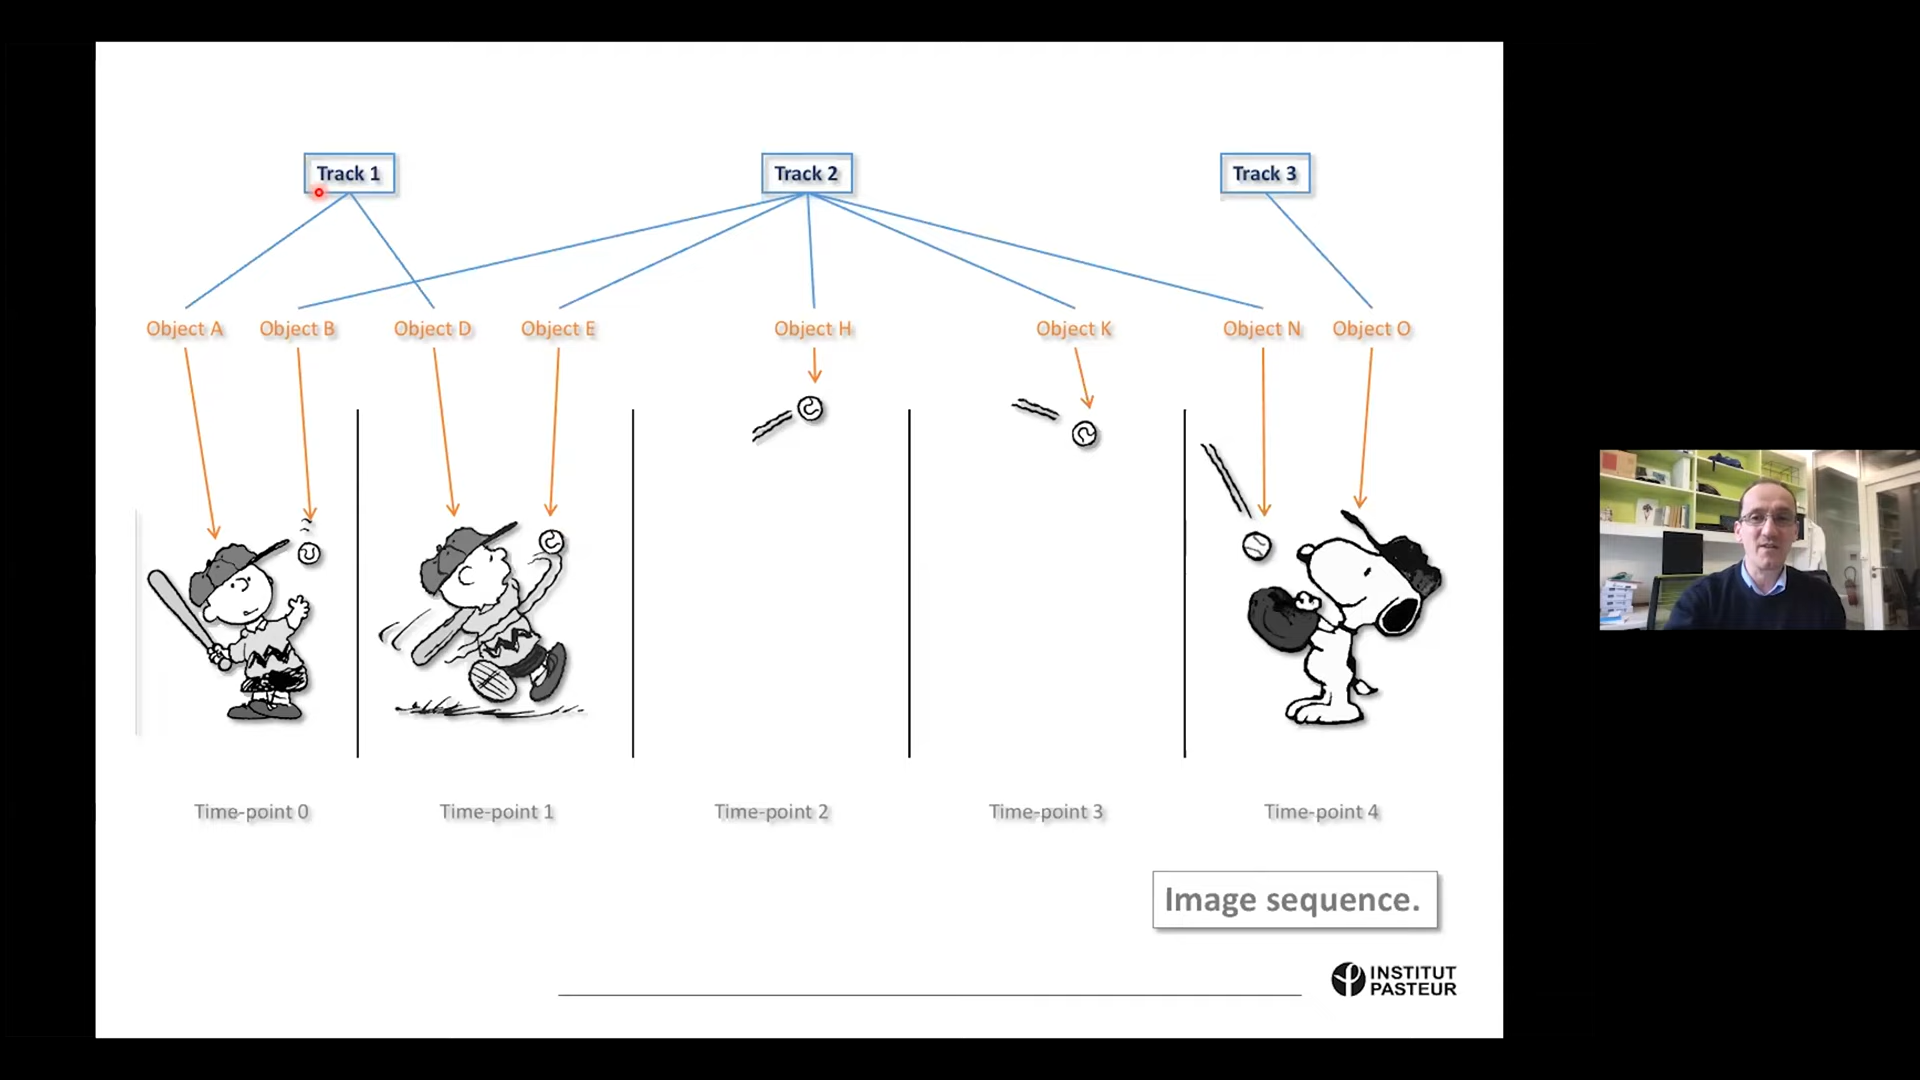 Track 1
Track 2
Track 3
Object A
Object B
Object D
Object E
Object H
Object K
Object N
Object O
Time-point 0
Time-point 1
Time-point 2
Time-point 3
Time-point 4
Image sequence.
INSTITUT
PASTEUR